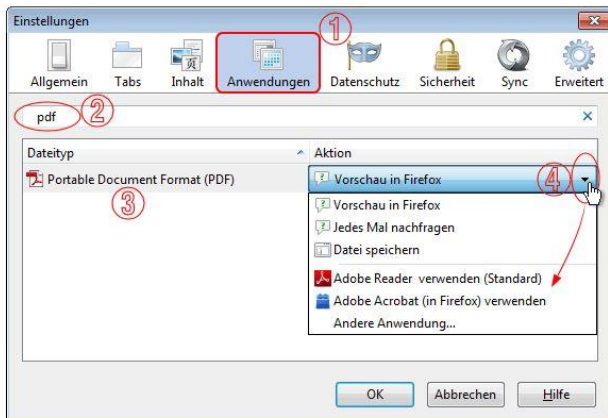 Einstellungen
1
Allgemein Tabs Inhalt Anwendungen Datenschutz Sicherheit Sync Erweitert
pdf 2
Dateityp Aktion
Portable Document Format (PDF) Vorschau in Firefox 4
3
Vorschau in Firefox
Jedes Mal nachfragen
Datei speichern
Adobe Reader verwenden (Standard)
Adobe Acrobat (in Firefox) verwenden
Andere Anwendung...
OK Abbrechen Hilfe